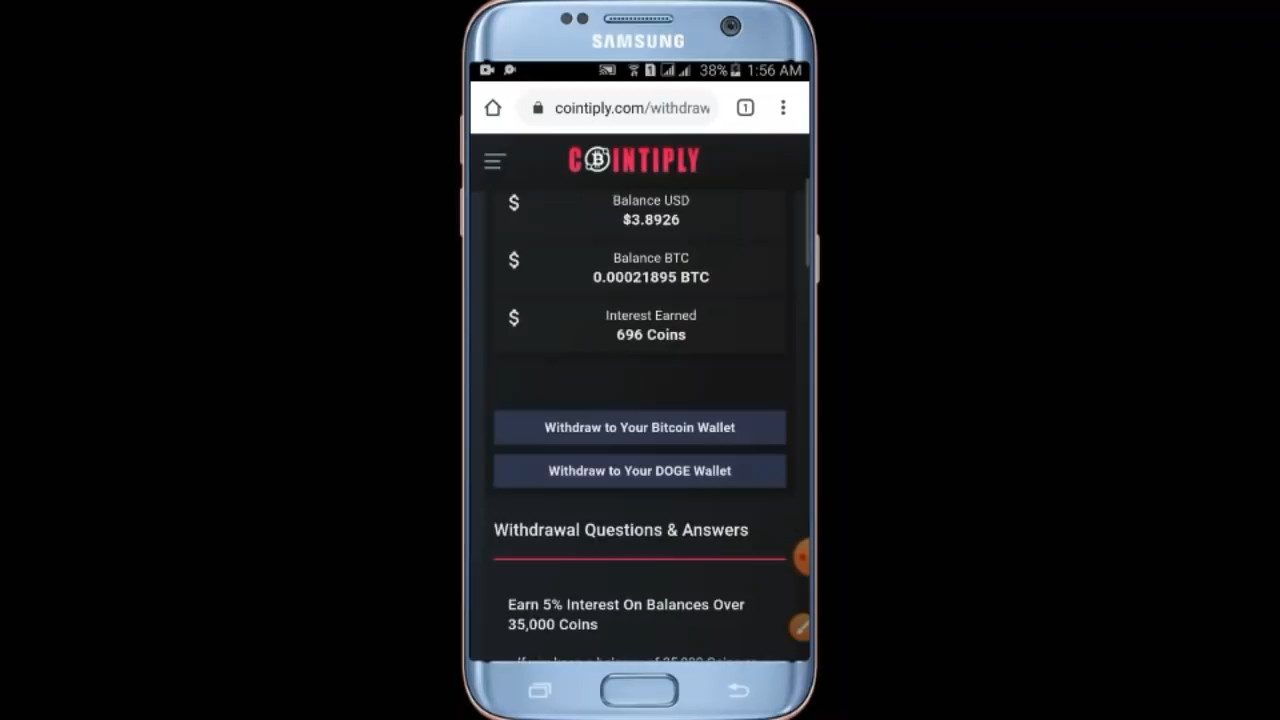 SAMSUNG
38% 1:56 AM
cointiply.com/withdraw
1
COINTIPLY
$ Balance USD
$3.8926
$ Balance BTC
0.00021895 BTC
$ Interest Earned
696 Coins
Withdraw to Your Bitcoin Wallet
Withdraw to Your DOGE Wallet
Withdrawal Questions & Answers
Earn 5% Interest On Balances Over
35,000 Coins